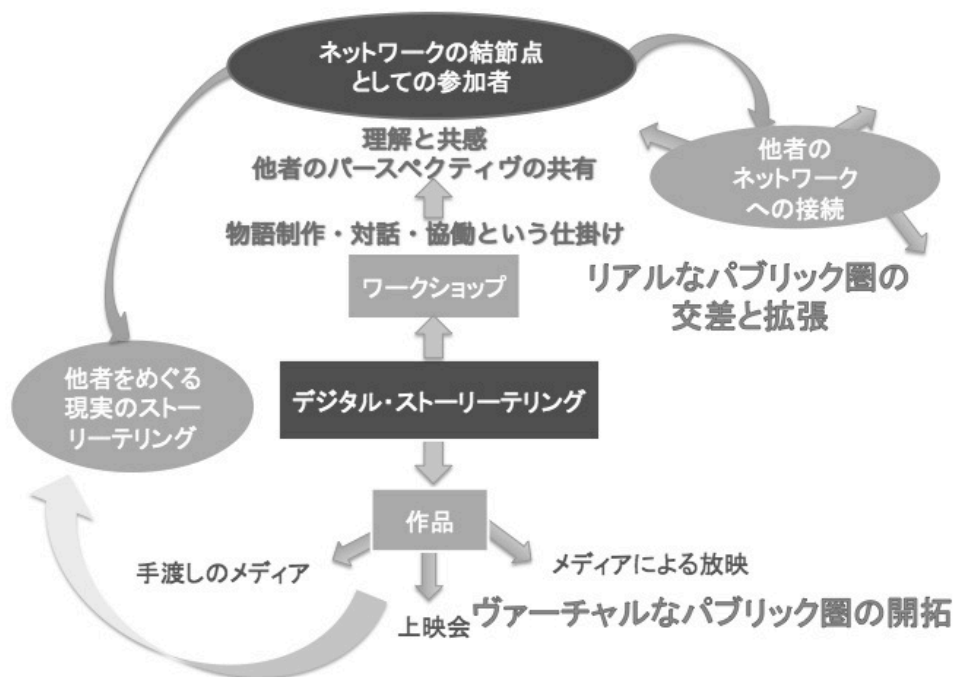 ネットワークの結節点
としての参加者
理解と共感
他者のパースペクティヴの共有
他者の
ネットワーク
への接続
物語制作・対話・協働という仕掛け
ワークショップ
リアルなパブリック圏の
交差と拡張
他者をめぐる
現実のストー
リーテリング
デジタル・ストーリーテリング
作品
手渡しのメディア
メディアによる放映
上映会
ヴァーチャルなパブリック圏の開拓